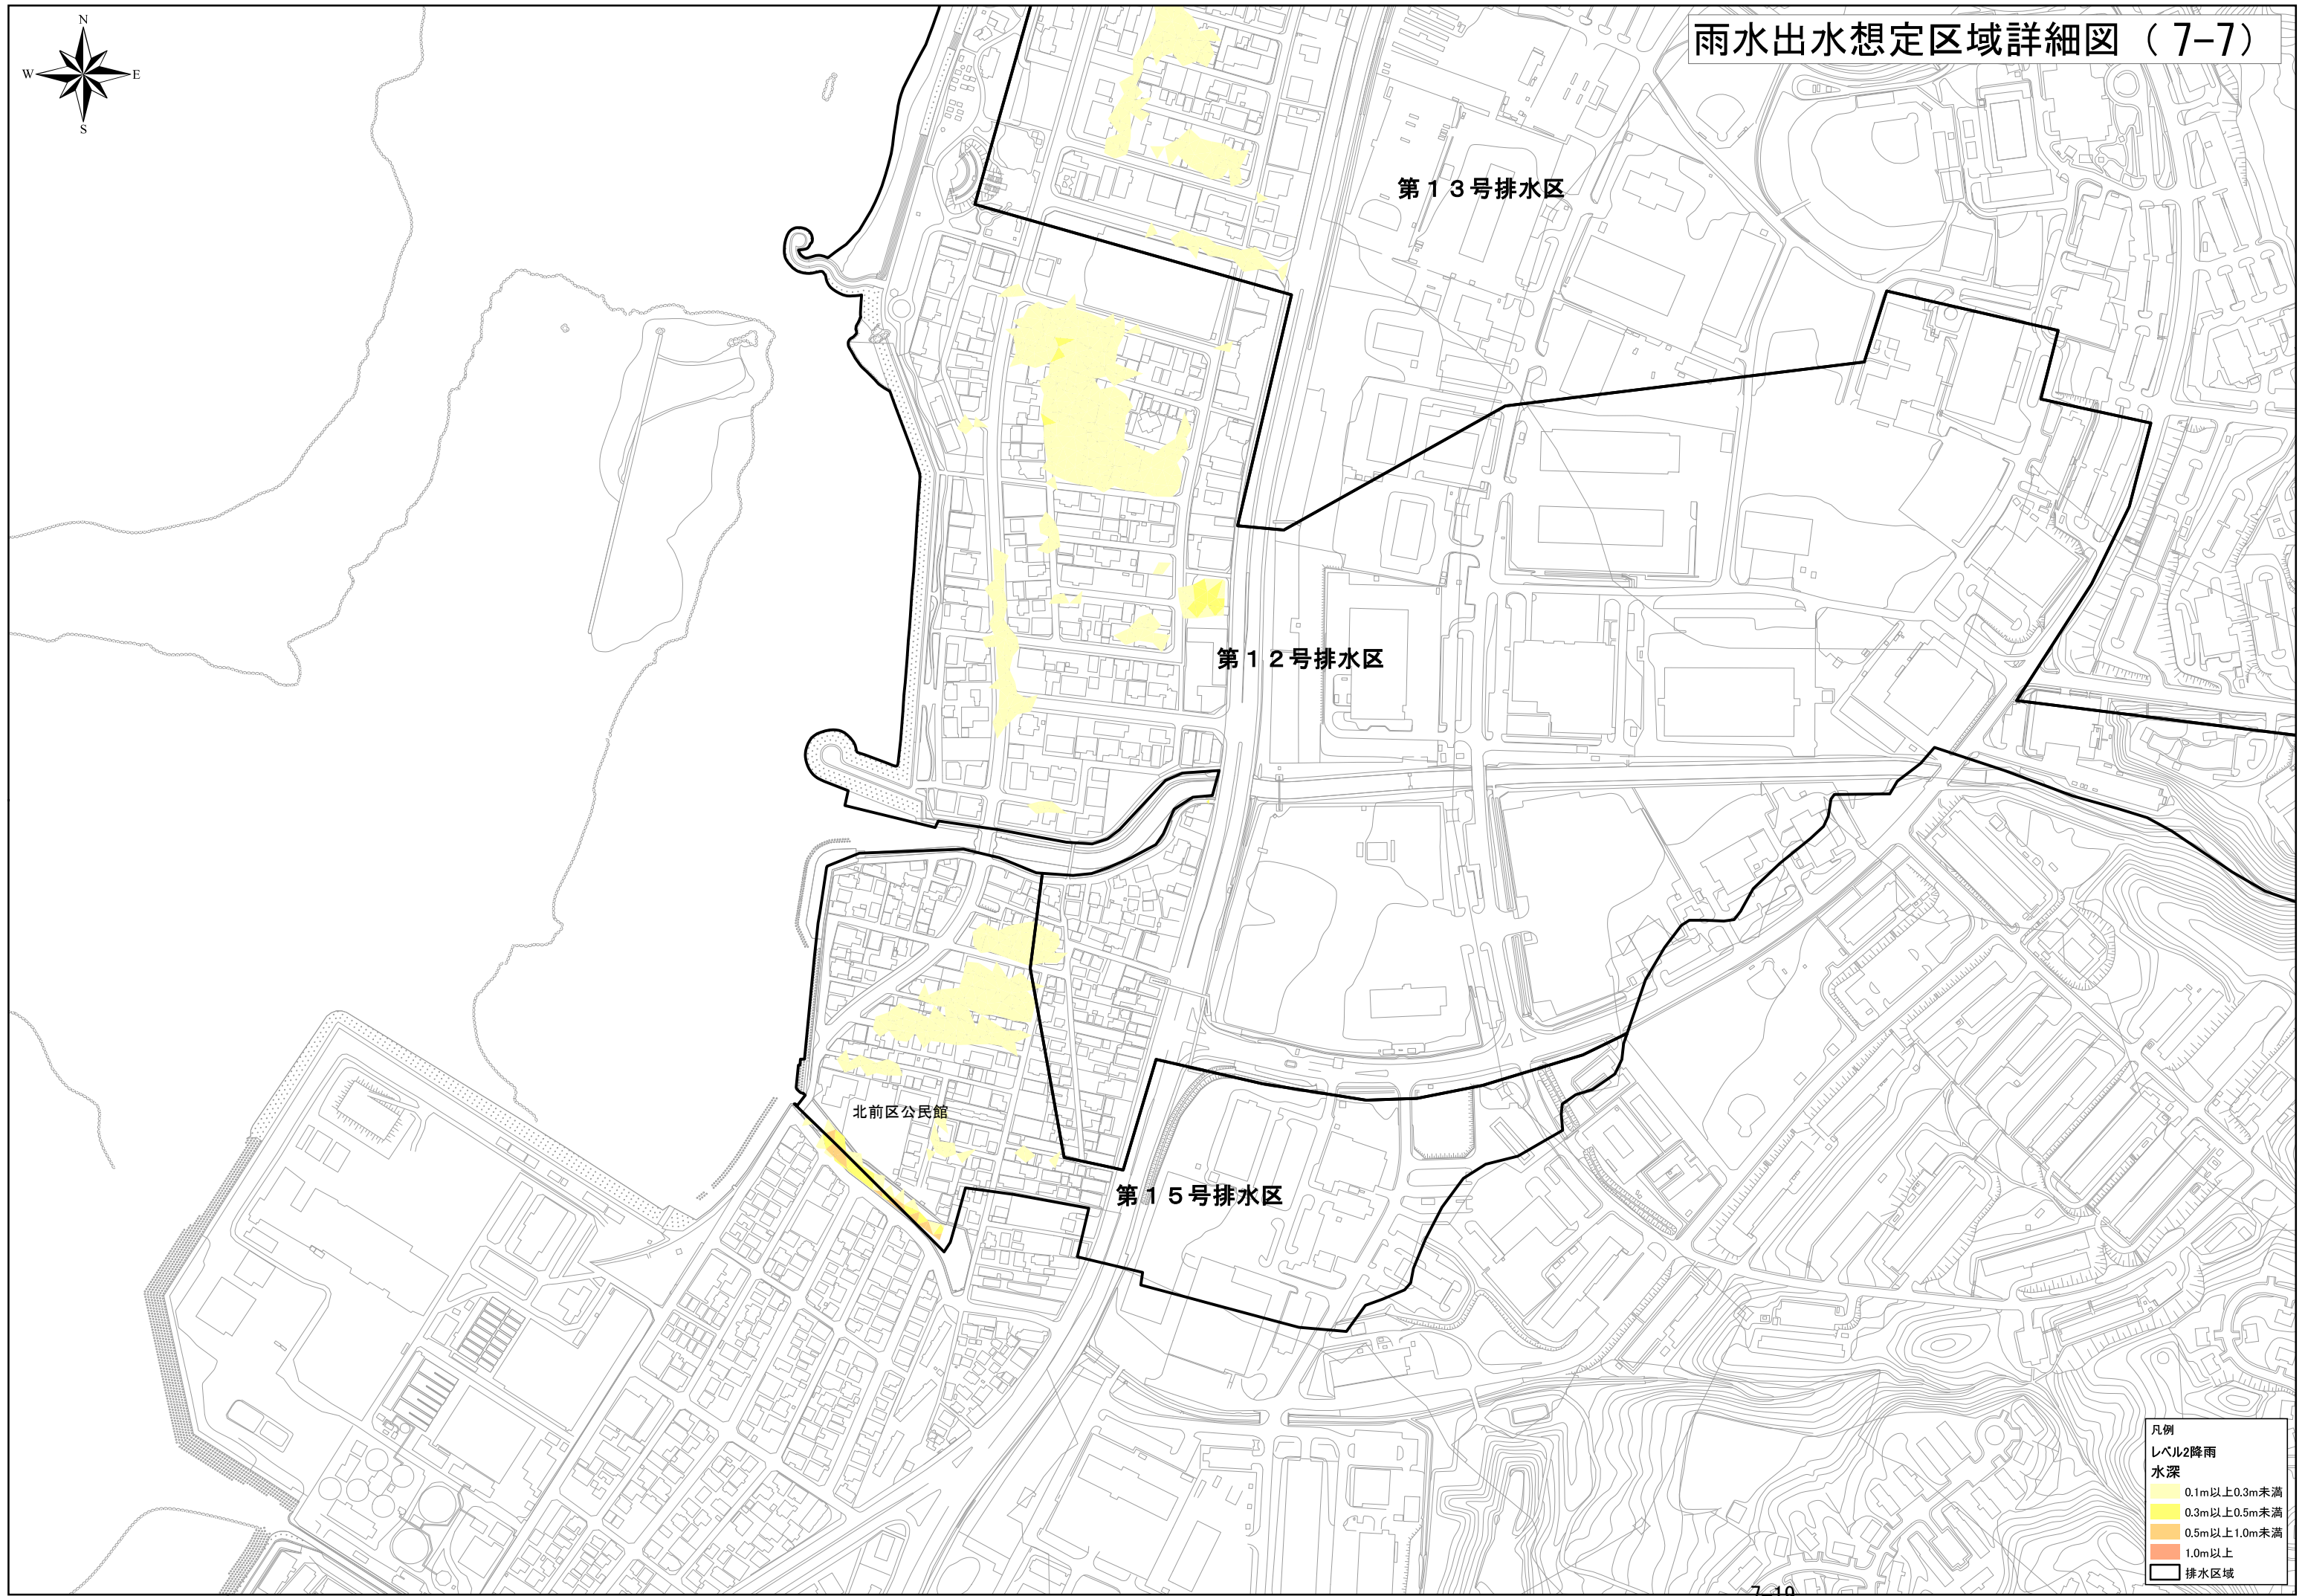 雨水出水想定区域詳細図（7-7）
N
W
E
S
第１３号排水区
第１２号排水区
北前区公民館
第１５号排水区
凡例
レベル2降雨
水深
0.1m以上0.3m未満
0.3m以上0.5m未満
0.5m以上1.0m未満
1.0m以上
排水区域
7-10